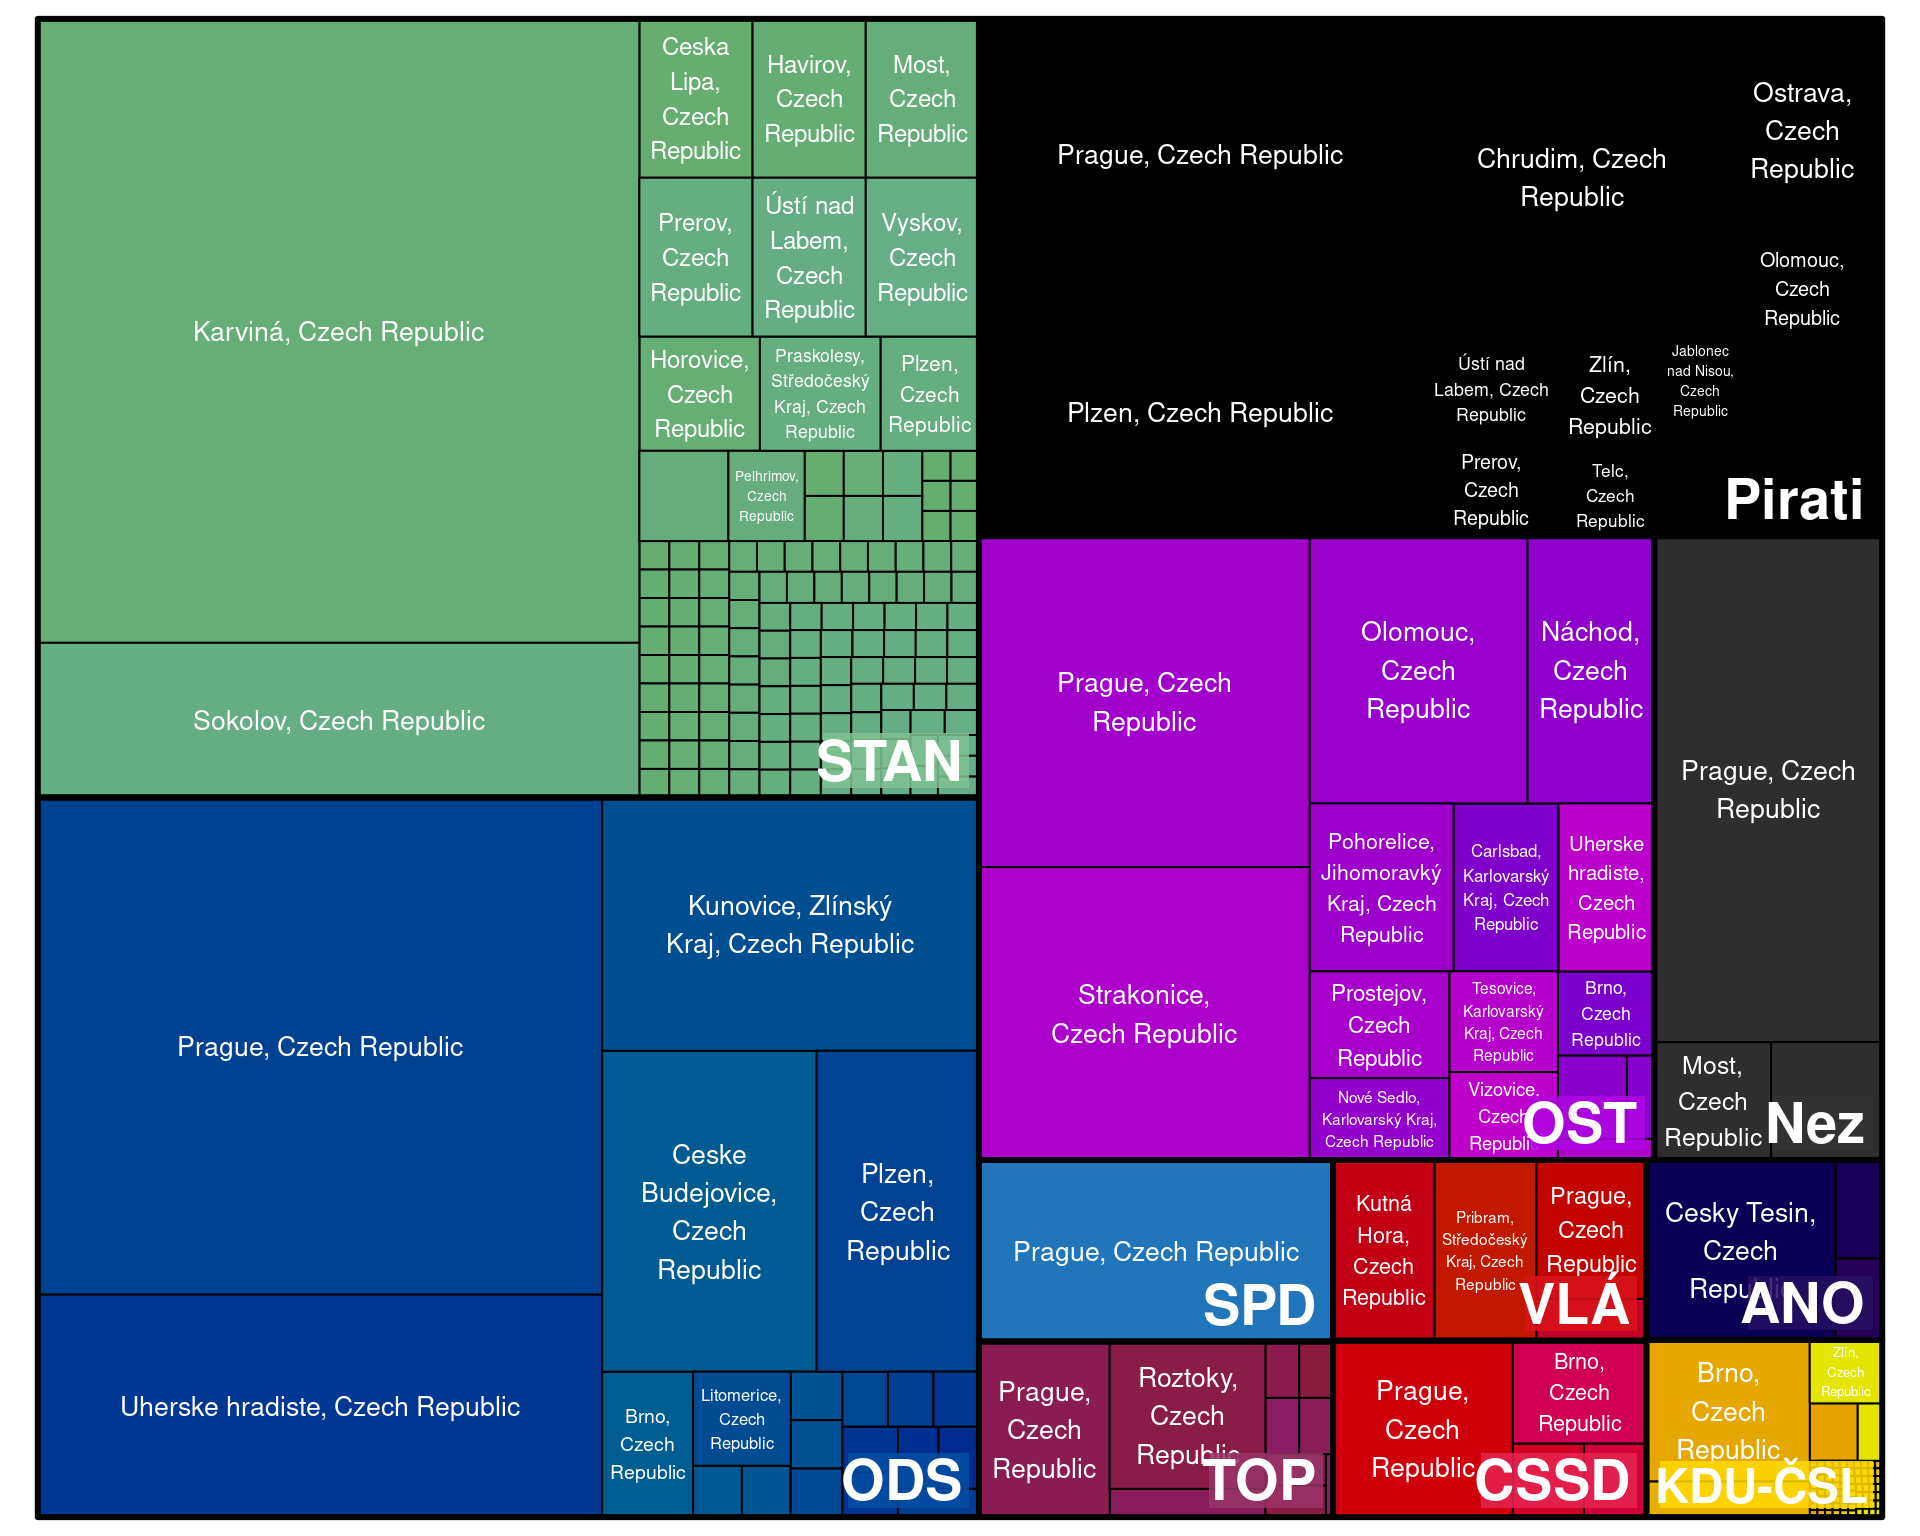 Karviná, Czech Republic
Sokolov, Czech Republic
Ceska
Lipa,
Czech
Republic
Havirov,
Czech
Republic
Most,
Czech
Republic
Prerov,
Czech
Republic
Ústí nad
Labem,
Czech
Republic
Vyskov,
Czech
Republic
Horovice,
Czech
Republic
Praskolesy,
Středočeský
Kraj, Czech
Republic
Plzen,
Czech
Republic
Pelhrimov,
Czech
Republic
STAN
Prague, Czech Republic
Plzen, Czech Republic
Chrudim, Czech
Republic
Ostrava,
Czech
Republic
Olomouc,
Czech
Republic
Ústí nad
Labem, Czech
Republic
Zlín,
Czech
Republic
Jablonec
nad Nisou,
Czech
Republic
Prerov,
Czech
Republic
Telc,
Czech
Republic
Pirati
Prague, Czech Republic
Uherske hradiste, Czech Republic
Kunovice, Zlínský
Kraj, Czech Republic
Ceske
Budejovice,
Czech
Republic
Plzen,
Czech
Republic
Brno,
Czech
Republic
Litomerice,
Czech
Republic
ODS
Prague, Czech
Republic
Strakonice,
Czech Republic
Olomouc,
Czech
Republic
Náchod,
Czech
Republic
Pohorelice,
Jihomoravký
Kraj, Czech
Republic
Carlsbad,
Karlovarský
Kraj, Czech
Republic
Uherske
hradiste,
Czech
Republic
Prostejov,
Czech
Republic
Tesovice,
Karlovarský
Kraj, Czech
Republic
Brno,
Czech
Republic
Nové Sedlo,
Karlovarský Kraj,
Czech Republic
Vizovice,
Czech
Republic
OST
Prague, Czech
Republic
Most,
Czech
Republic
Nez
Prague, Czech Republic
SPD
Kutná
Hora,
Czech
Republic
Pribram,
Středočeský
Kraj, Czech
Republic
Prague,
Czech
Republic
VLÁ
Cesky Tesin,
Czech
Republic
ANO
Prague,
Czech
Republic
Roztoky,
Czech
Republic
TOP
Prague,
Czech
Republic
Brno,
Czech
Republic
CSSD
Brno,
Czech
Republic
Zlín,
Czech
Republic
KDU-ČSL